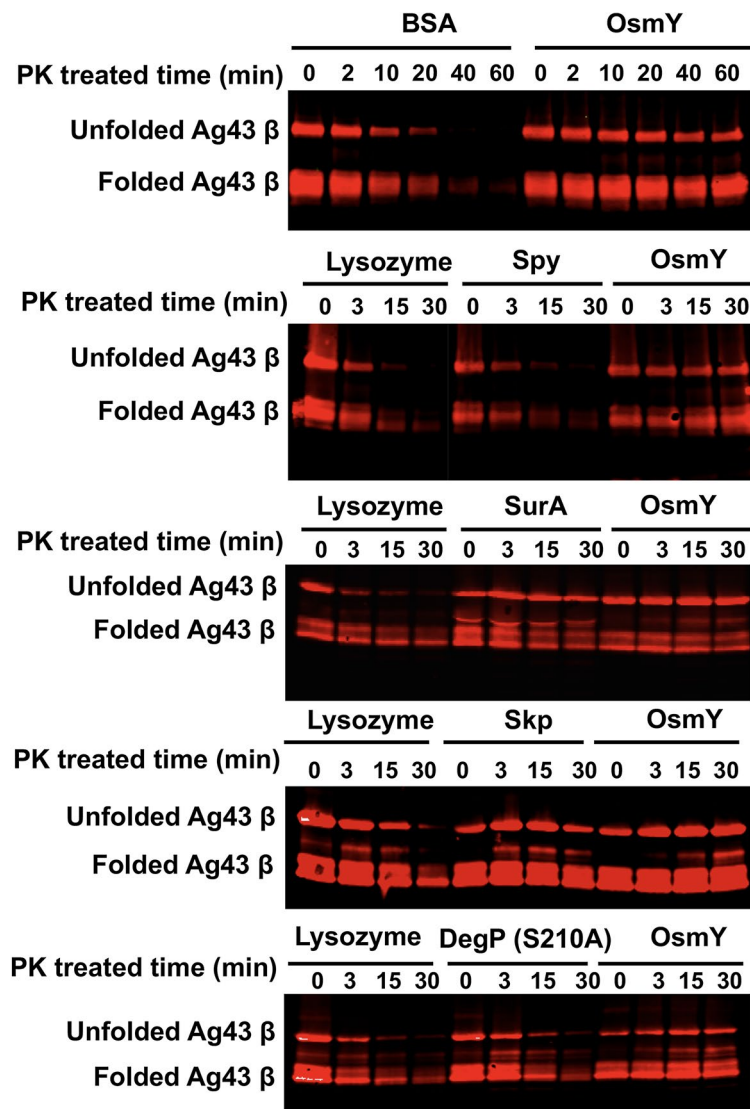 BSA OsmY
PK treated time (min) 0 2 10 20 40 60 0 2 10 20 40 60
Unfolded Ag43 β
Folded Ag43 β
Lysozyme Spy OsmY
PK treated time (min) 0 3 15 30 0 3 15 30 0 3 15 30
Unfolded Ag43 β
Folded Ag43 β
Lysozyme SurA OsmY
PK treated time (min) 0 3 15 30 0 3 15 30 0 3 15 30
Unfolded Ag43 β
Folded Ag43 β
Lysozyme Skp OsmY
PK treated time (min) 0 3 15 30 0 3 15 30 0 3 15 30
Unfolded Ag43 β
Folded Ag43 β
Lysozyme DegP (S210A) OsmY
PK treated time (min) 0 3 15 30 0 3 15 30 0 3 15 30
Unfolded Ag43 β
Folded Ag43 β